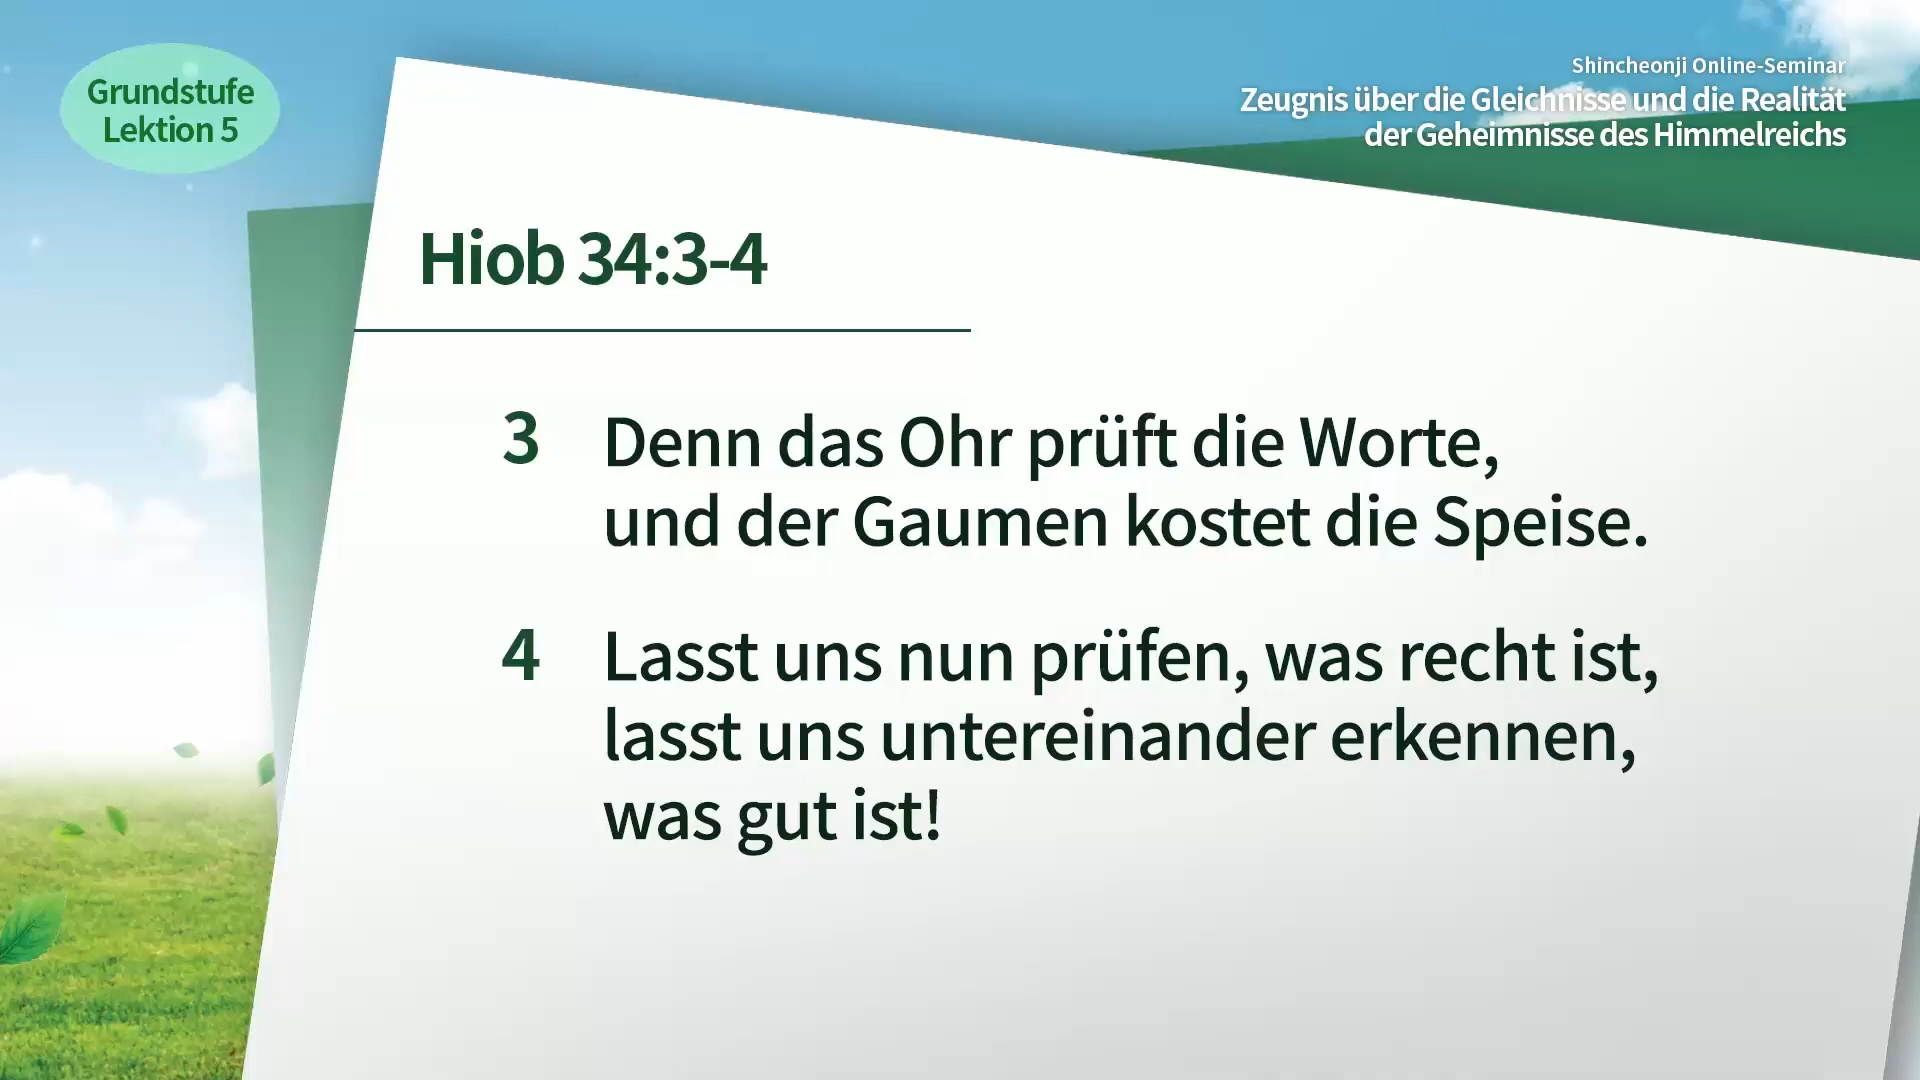 Grundstufe
Lektion 5
Shincheonji Online-Seminar
Zeugnis über die Gleichnisse und die Realität
der Geheimnisse des Himmelreichs
Hiob 34:3-4
3 Denn das Ohr prüft die Worte,
und der Gaumen kostet die Speise.
4 Lasst uns nun prüfen, was recht ist,
lasst uns untereinander erkennen,
was gut ist!